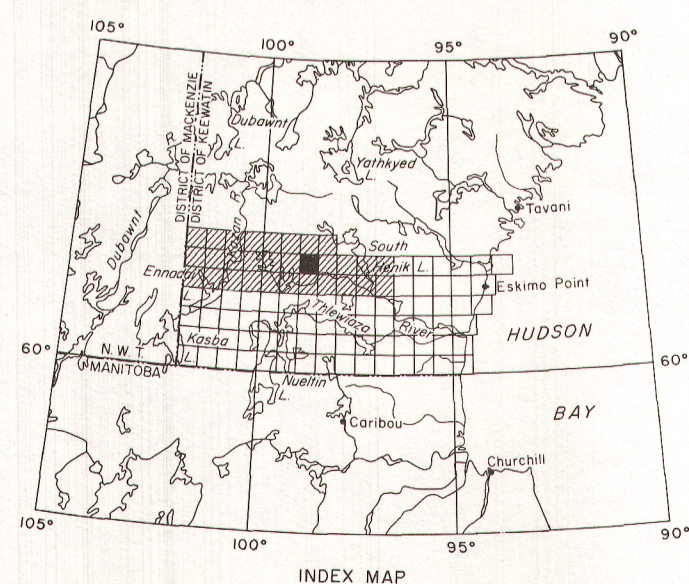 105°
100°
95°
90°
DISTRICT OF MACKENZIE
DISTRICT OF KEEWATIN
Dubawnt
L.
R.
Yathkyed
L.
R.
Tavani
Dubawnt
South
Henik L.
Ennadai
L.
Eskimo Point
Thlewiaza
River
HUDSON
Kasba
L.
60°
N. W. T.
MANITOBA
60°
Nueltin
L.
BAY
Caribou
Churchill
105°
100°
95°
90°
INDEX MAP